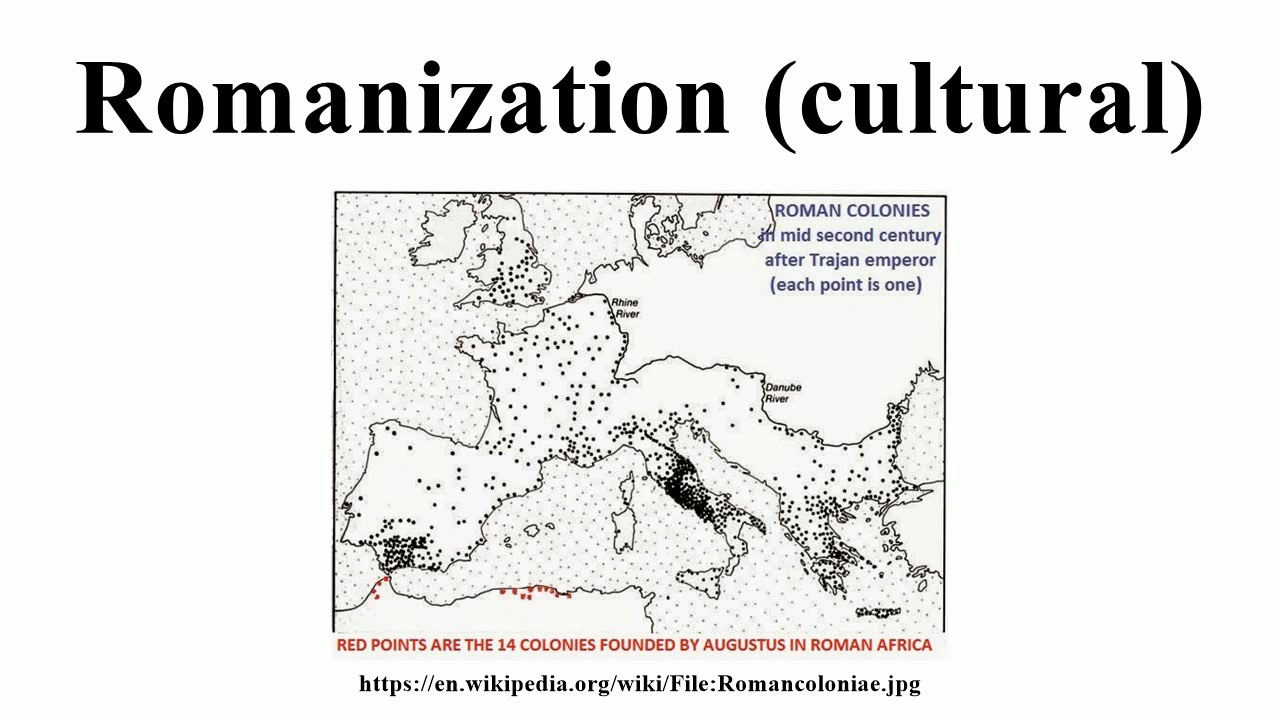 Romanization (cultural)
ROMAN COLONIES
in mid second century
after Trajan emperor
(each point is one)
Rhine
River
Danube
River
RED POINTS ARE THE 14 COLONIES FOUNDED BY AUGUSTUS IN ROMAN AFRICA
https://en.wikipedia.org/wiki/File:Romancoloniae.jpg